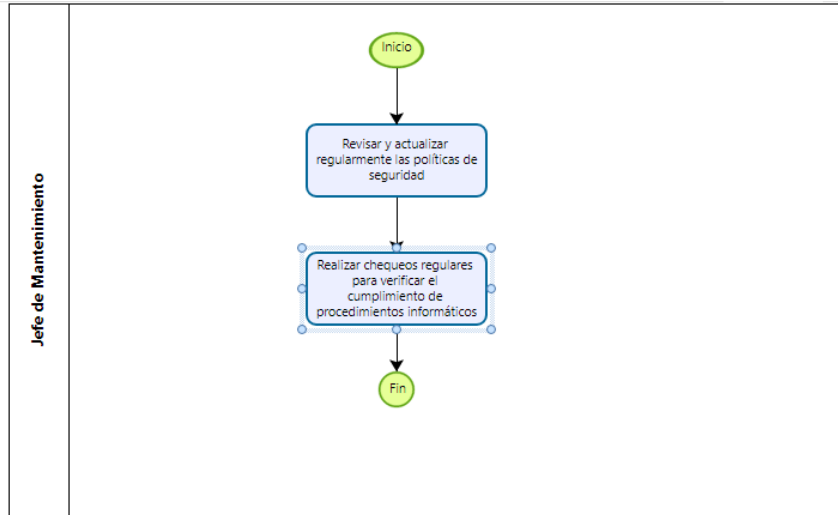 Inicio
Revisar y actualizar
regularmente las políticas de
seguridad
Jefe de Mantenimiento
Realizar chequeos regulares
para verificar el
cumplimiento de
procedimientos informáticos
Fin